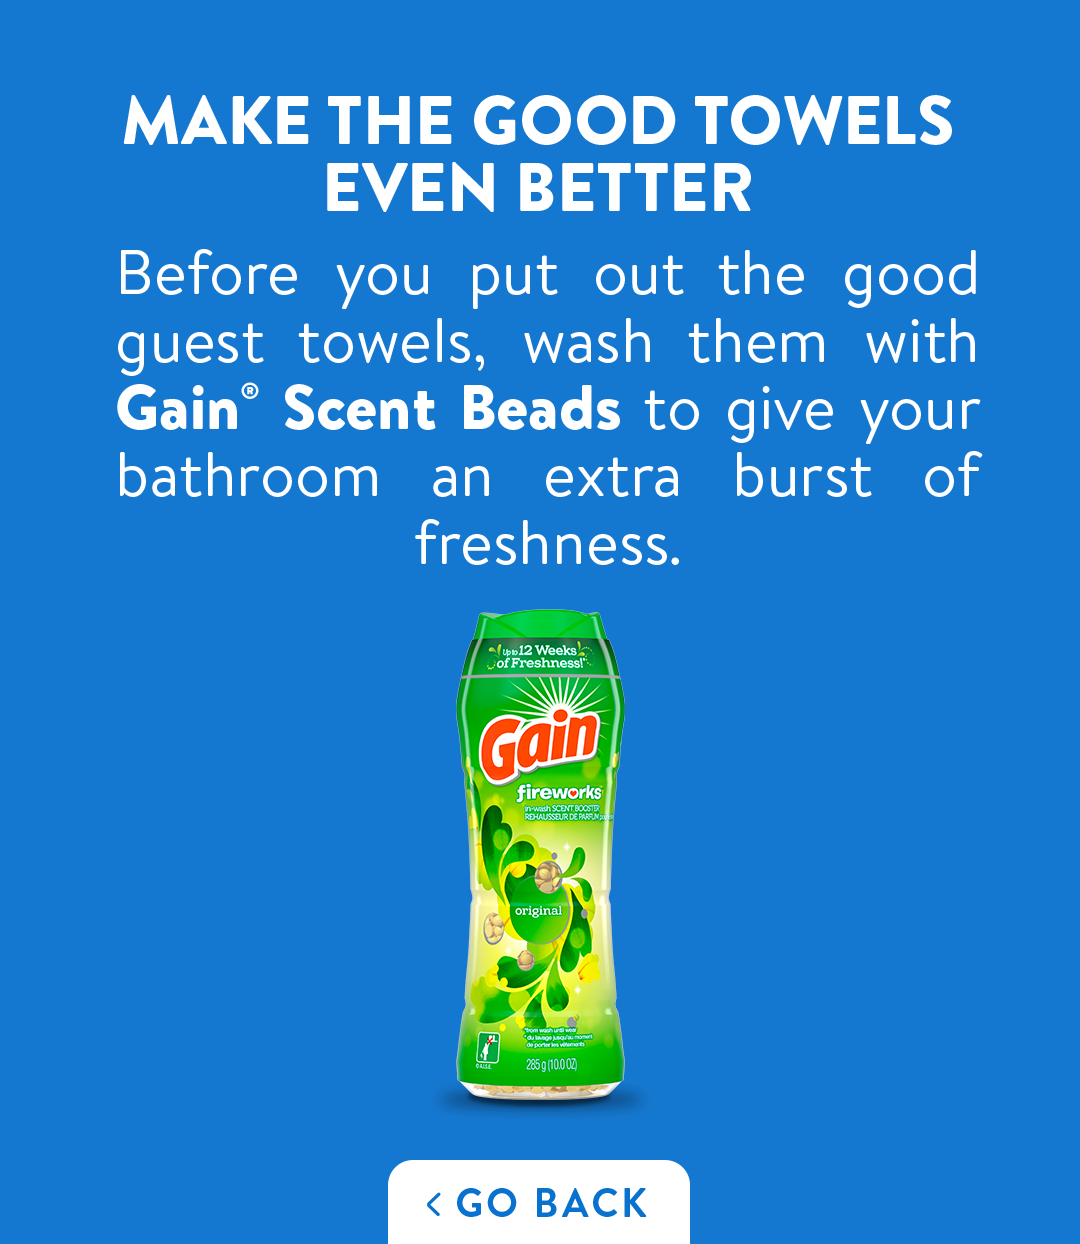 MAKE THE GOOD TOWELS
EVEN BETTER
Before you put out the good
guest towels, wash them with
Gain® Scent Beads to give your
bathroom an extra burst of
freshness.
Up to 12 Weeks
of Freshness!*
Gain
fireworks
in-wash SCENT BOOSTER
REHAUSSEUR DE PARFUM
original
*from wash until wear
*du lavage jusqu'au moment
de porter les vêtements
© A.I.S.E.
285 g (10.0 OZ)
< GO BACK